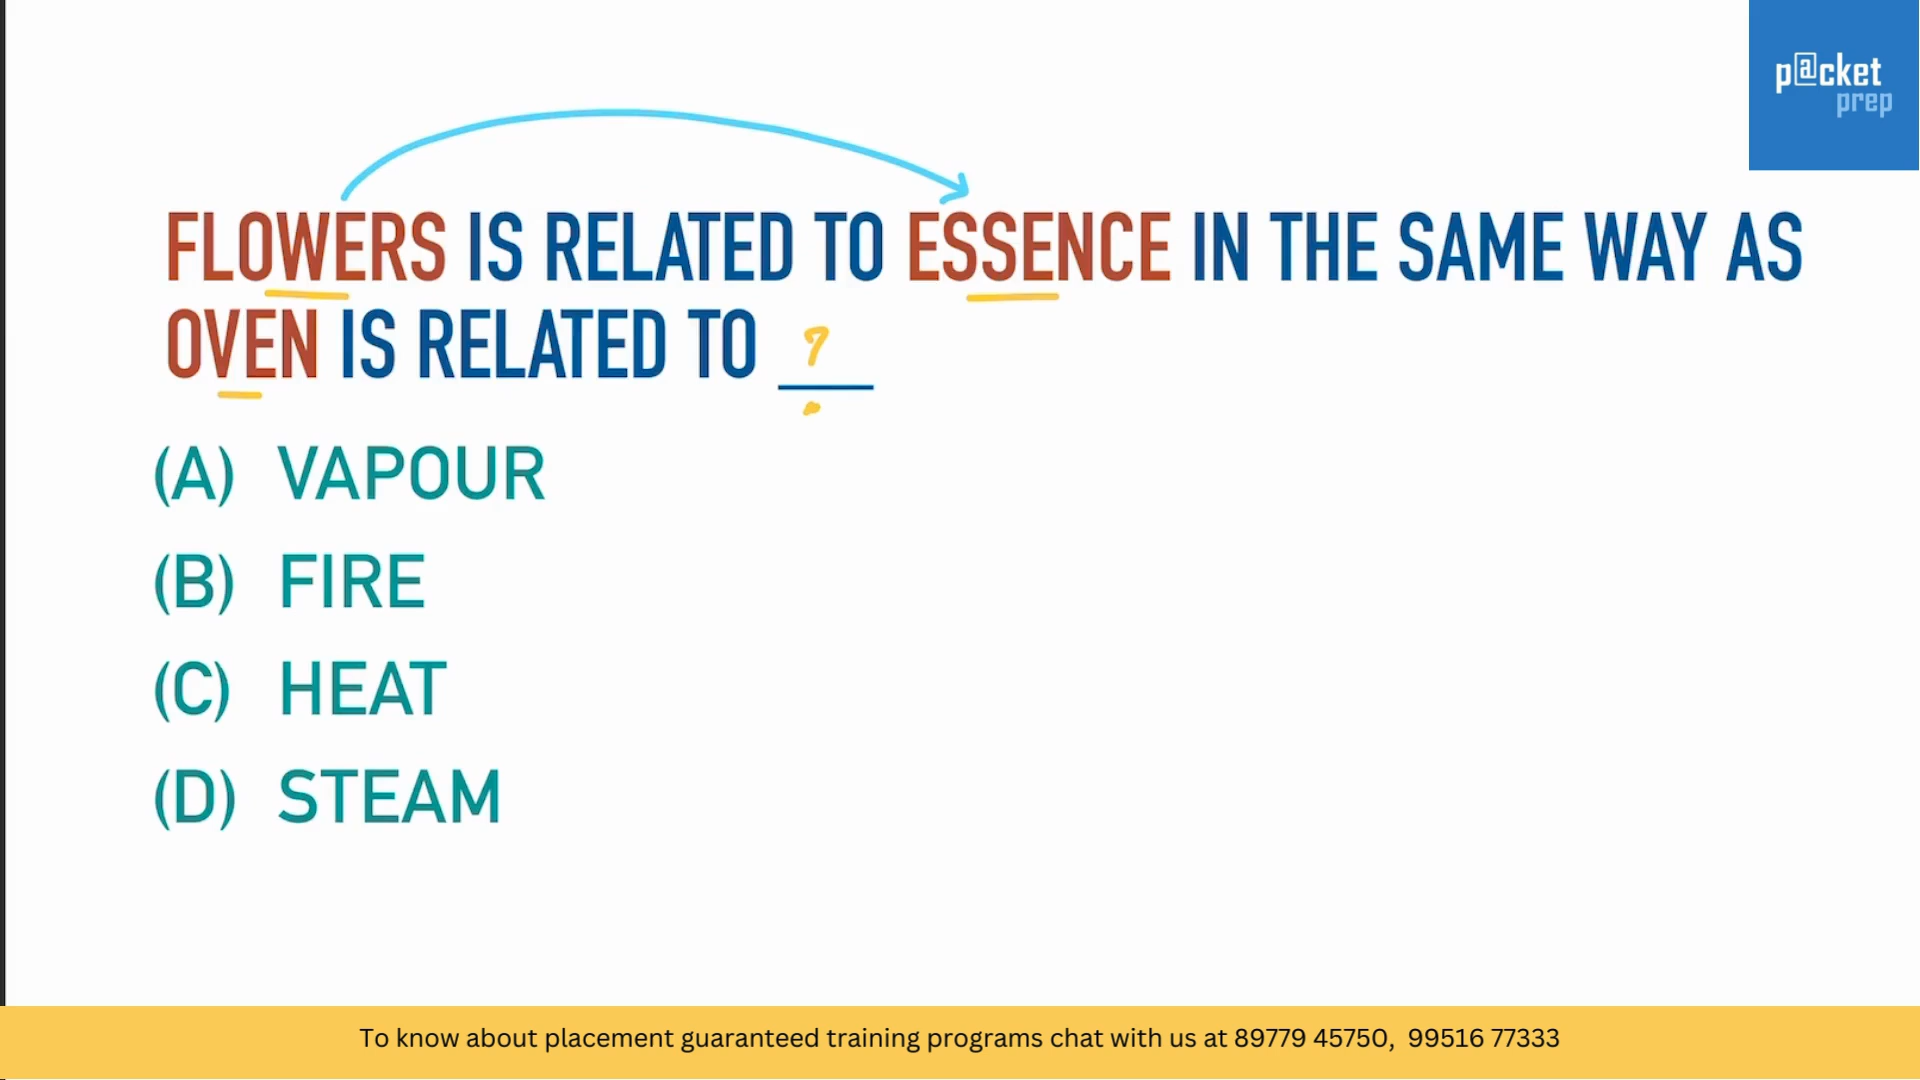 p@cket
prep
FLOWERS IS RELATED TO ESSENCE IN THE SAME WAY AS
OVEN IS RELATED TO ?
(A) VAPOUR
(B) FIRE
(C) HEAT
(D) STEAM
To know about placement guaranteed training programs chat with us at 89779 45750, 99516 77333